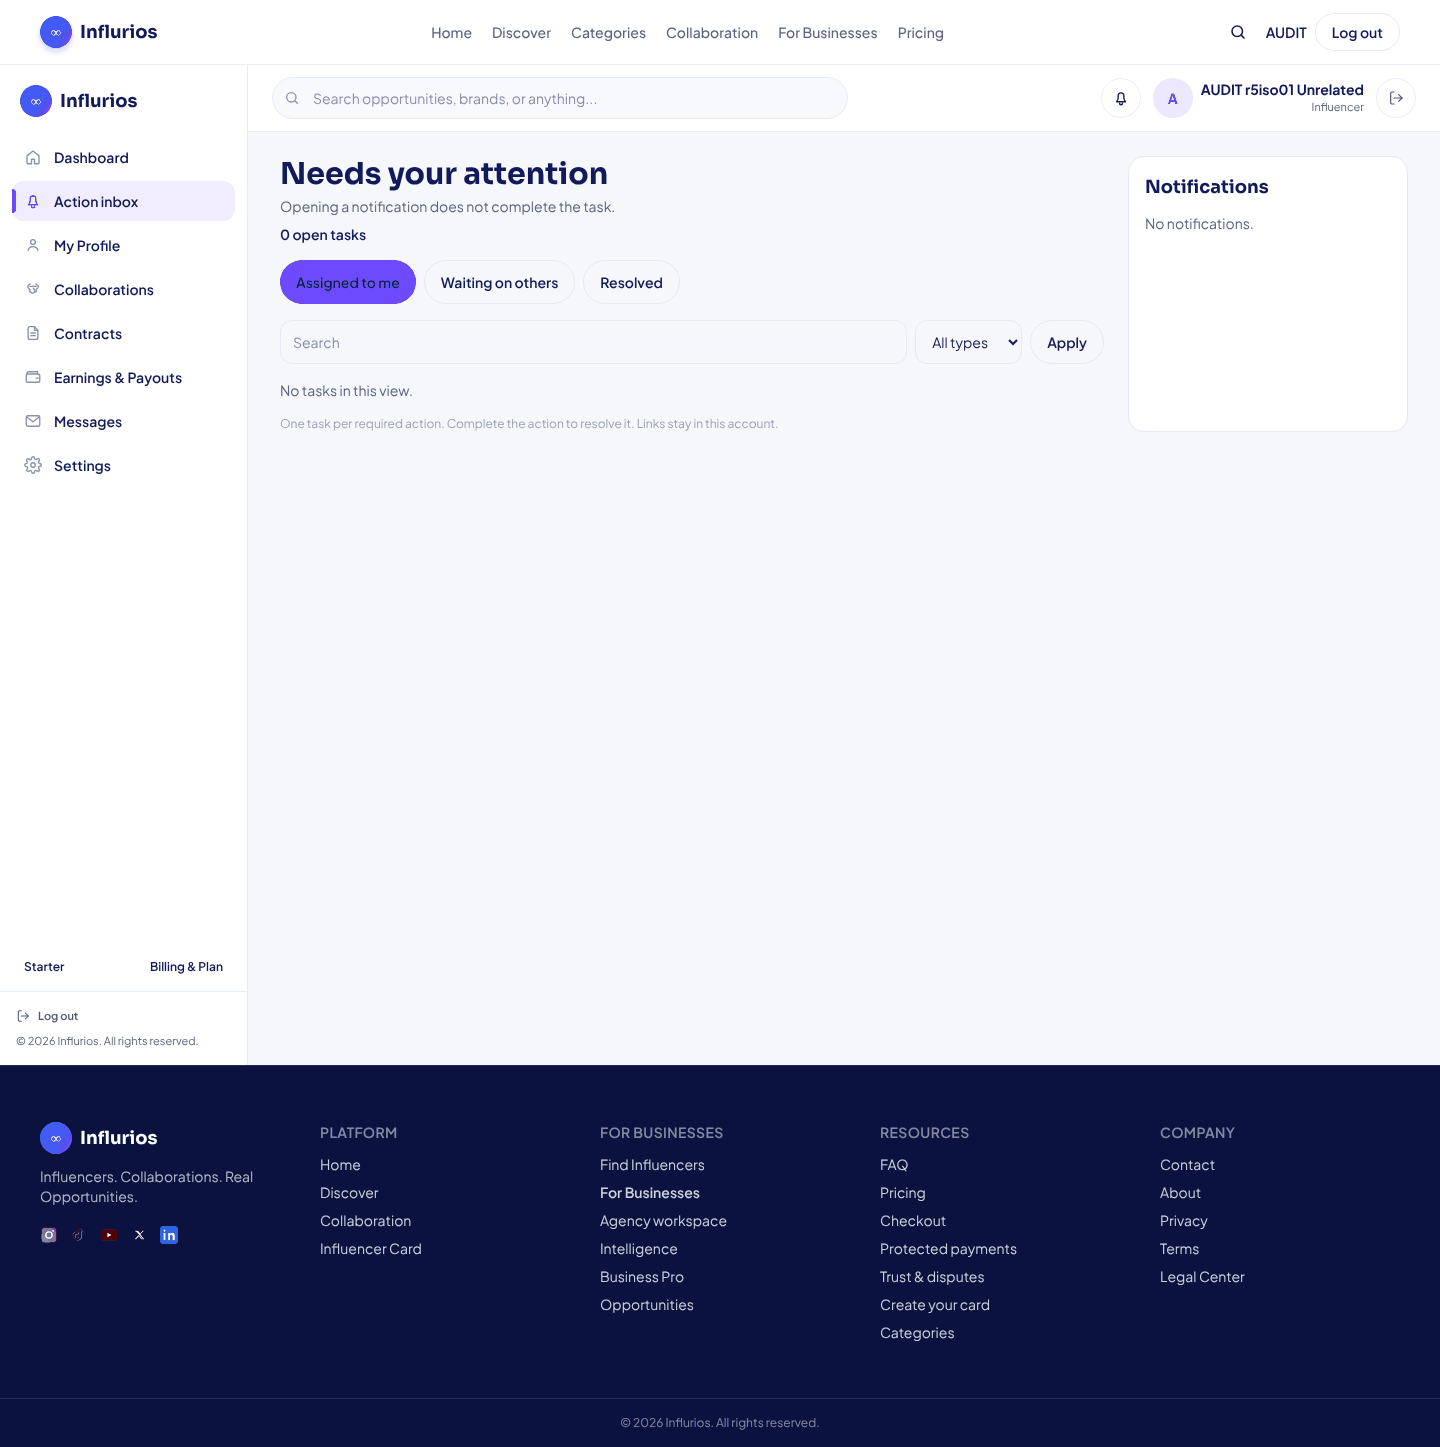 Influrios
Home Discover Categories Collaboration For Businesses Pricing
AUDIT Log out
Influrios
Dashboard
Action inbox
My Profile
Collaborations
Contracts
Earnings & Payouts
Messages
Settings
Starter Billing & Plan
Log out
© 2026 Influrios. All rights reserved.
Search opportunities, brands, or anything...
A
AUDIT r5iso01 Unrelated
Influencer
Needs your attention
Opening a notification does not complete the task.
0 open tasks
Assigned to me Waiting on others Resolved
Search All types Apply
No tasks in this view.
One task per required action. Complete the action to resolve it. Links stay in this account.
Notifications
No notifications.
Influrios
Influencers. Collaborations. Real
Opportunities.
PLATFORM
Home
Discover
Collaboration
Influencer Card
FOR BUSINESSES
Find Influencers
For Businesses
Agency workspace
Intelligence
Business Pro
Opportunities
RESOURCES
FAQ
Pricing
Checkout
Protected payments
Trust & disputes
Create your card
Categories
COMPANY
Contact
About
Privacy
Terms
Legal Center
© 2026 Influrios. All rights reserved.